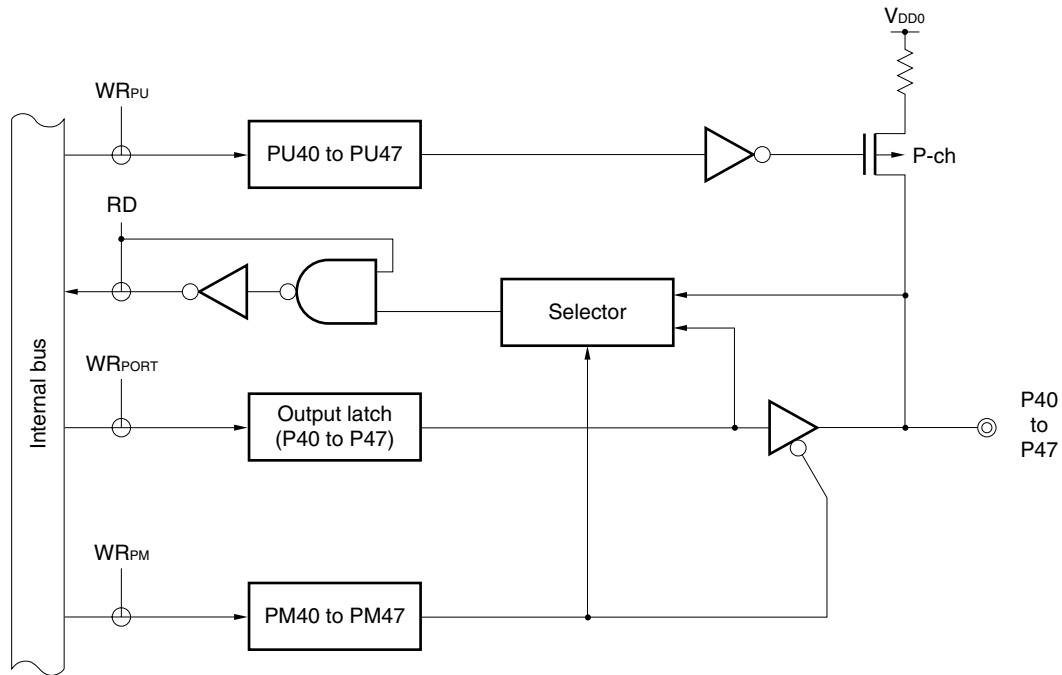 VDD0
WRPU
PU40 to PU47
P-ch
RD
Selector
WRPORT
Internal bus
Output latch
(P40 to P47)
P40
to
P47
WRPM
PM40 to PM47